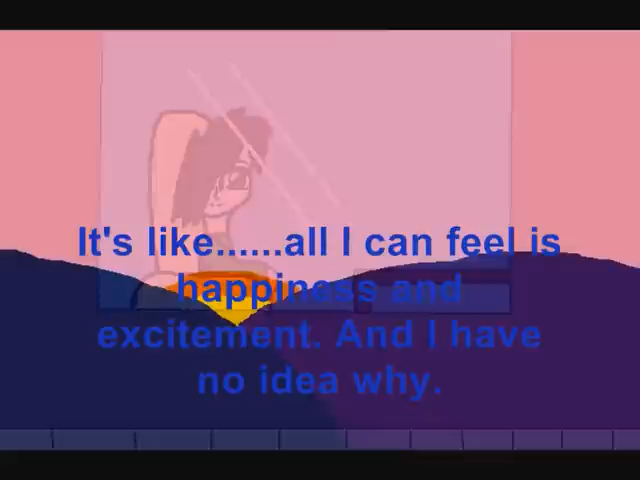 It's like......all I can feel is
happiness and
excitement. And I have
no idea why.